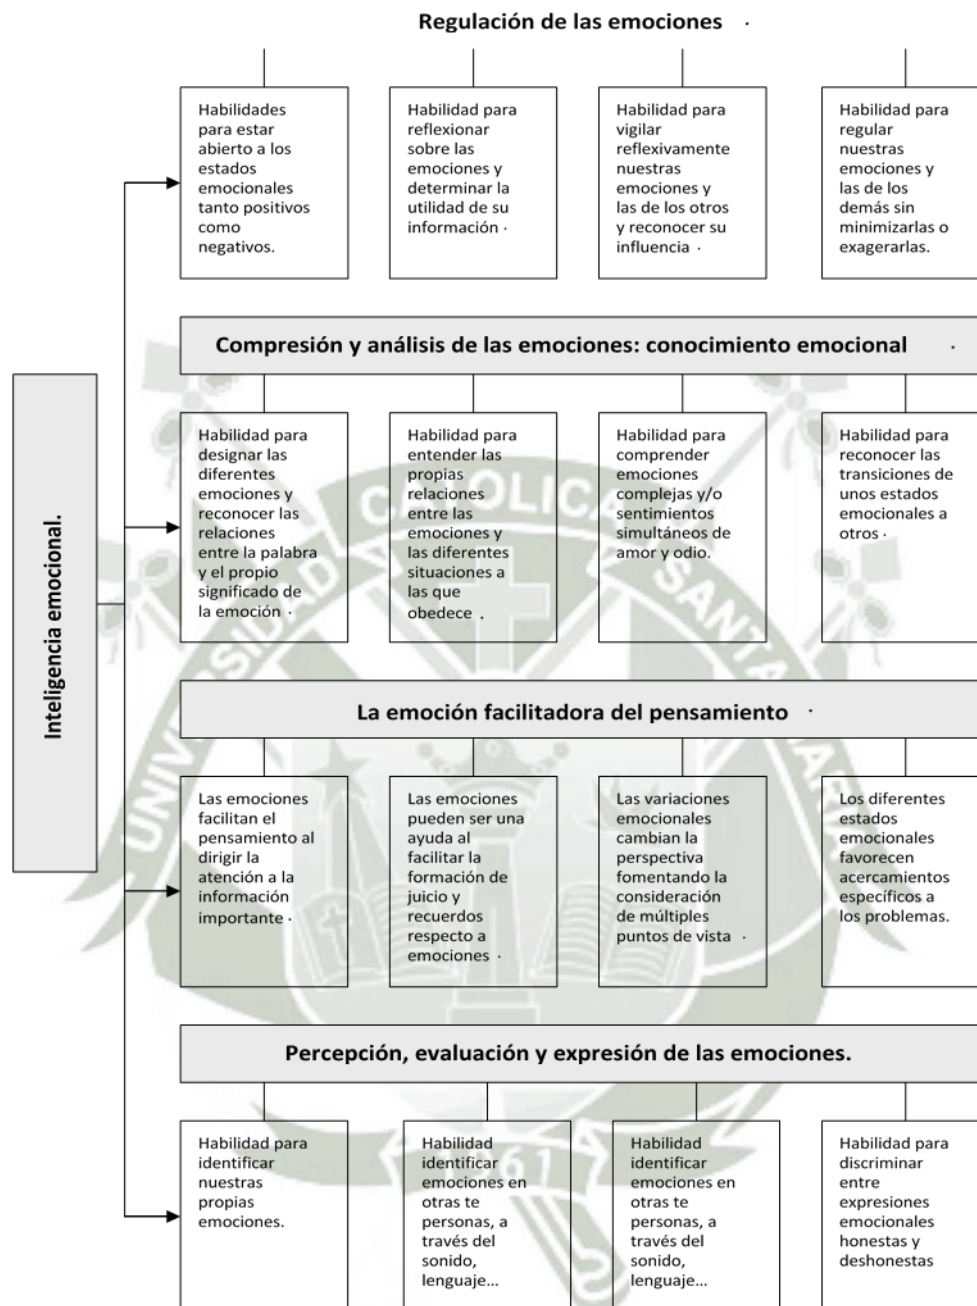 Regulación de las emociones .
Habilidades
para estar
abierto a los
estados
emocionales
tanto positivos
como
negativos.
Habilidad para
reflexionar
sobre las
emociones y
determinar la
utilidad de su
información .
Habilidad para
vigilar
reflexivamente
nuestras
emociones y
las de los otros
y reconocer su
influencia .
Habilidad para
regular
nuestras
emociones y
las de los
demás sin
minimizarlas o
exagerarlas.
Compresión y análisis de las emociones: conocimiento emocional .
Inteligencia emocional.
Habilidad para
designar las
diferentes
emociones y
reconocer las
relaciones
entre la palabra
y el propio
significado de
la emoción .
Habilidad para
entender las
propias
relaciones
entre las
emociones y
las diferentes
situaciones a
las que
obedece .
Habilidad para
comprender
emociones
complejas y/o
sentimientos
simultáneos de
amor y odio.
Habilidad para
reconocer las
transiciones de
unos estados
emocionales a
otros .
La emoción facilitadora del pensamiento .
Las emociones
facilitan el
pensamiento al
dirigir la
atención a la
información
importante .
Las emociones
pueden ser una
ayuda al
facilitar la
formación de
juicio y
recuerdos
respecto a
emociones .
Las variaciones
emocionales
cambian la
perspectiva
fomentando la
consideración
de múltiples
puntos de vista .
Los diferentes
estados
emocionales
favorecen
acercamientos
específicos a
los problemas.
Percepción, evaluación y expresión de las emociones.
Habilidad para
identificar
nuestras
propias
emociones.
Habilidad
identificar
emociones en
otras te
personas, a
través del
sonido,
lenguaje...
Habilidad
identificar
emociones en
otras te
personas, a
través del
sonido,
lenguaje...
Habilidad para
discriminar
entre
expresiones
emocionales
honestas y
deshonestas
UNIVERSIDAD CATOLICA SANTA
1961